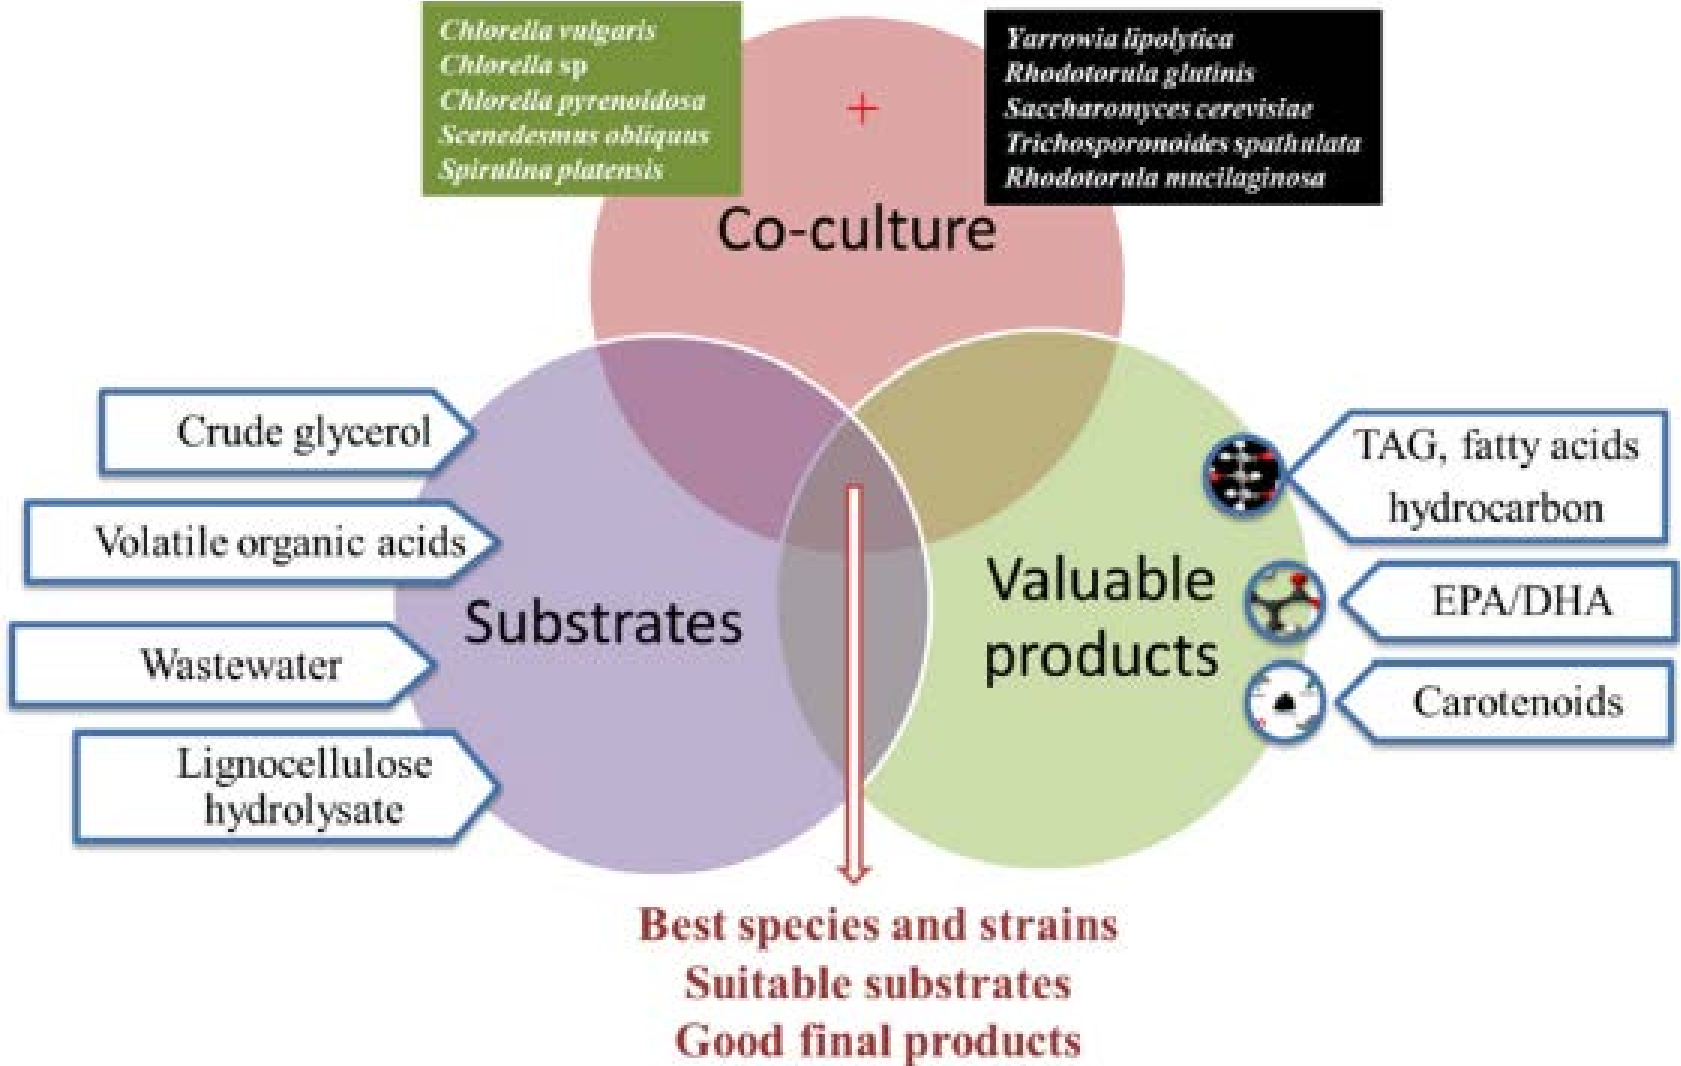 Chlorella vulgaris
Chlorella sp
Chlorella pyrenoidosa
Scenedesmus obliquus
Spirulina platensis
+
Yarrowia lipolytica
Rhodotorula glutinis
Saccharomyces cerevisiae
Trichosporonoides spathulata
Rhodotorula mucilaginosa
Co-culture
Crude glycerol
Volatile organic acids
Wastewater
Lignocellulose
hydrolysate
Substrates
Valuable
products
TAG, fatty acids
hydrocarbon
EPA/DHA
Carotenoids
Best species and strains
Suitable substrates
Good final products